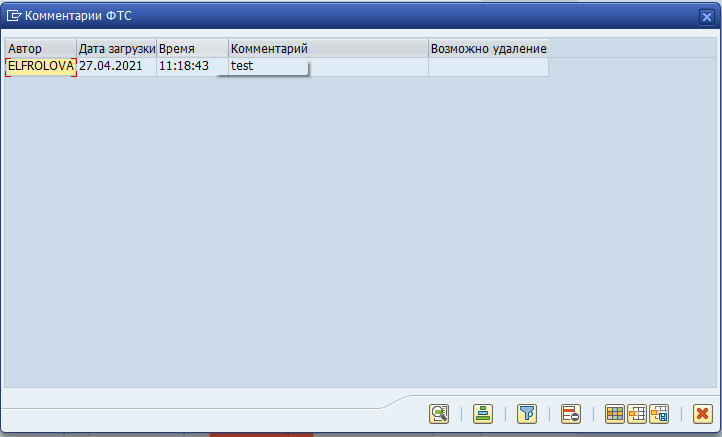 Комментарии ФТС
Автор Дата загрузки Время Комментарий Возможно удаление
ELFROLOVA 27.04.2021 11:18:43 test